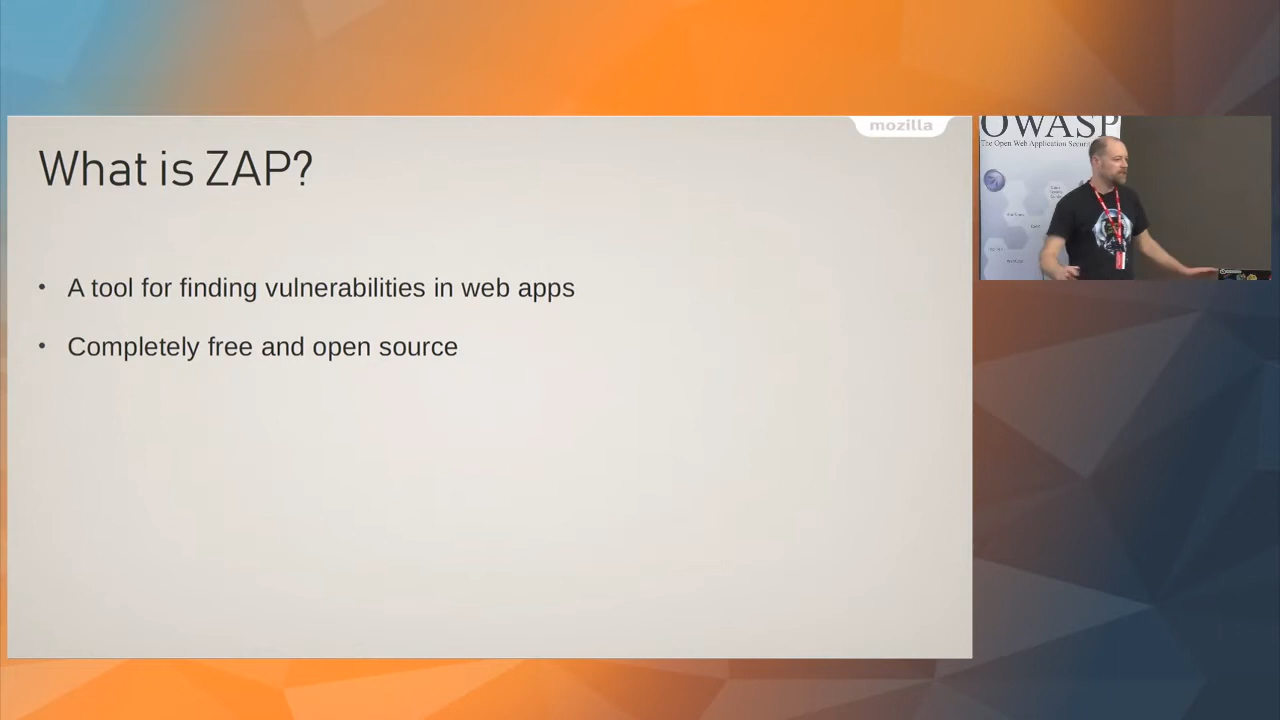 mozilla
What is ZAP?
• A tool for finding vulnerabilities in web apps
• Completely free and open source
OWASP
The Open Web Application Securit